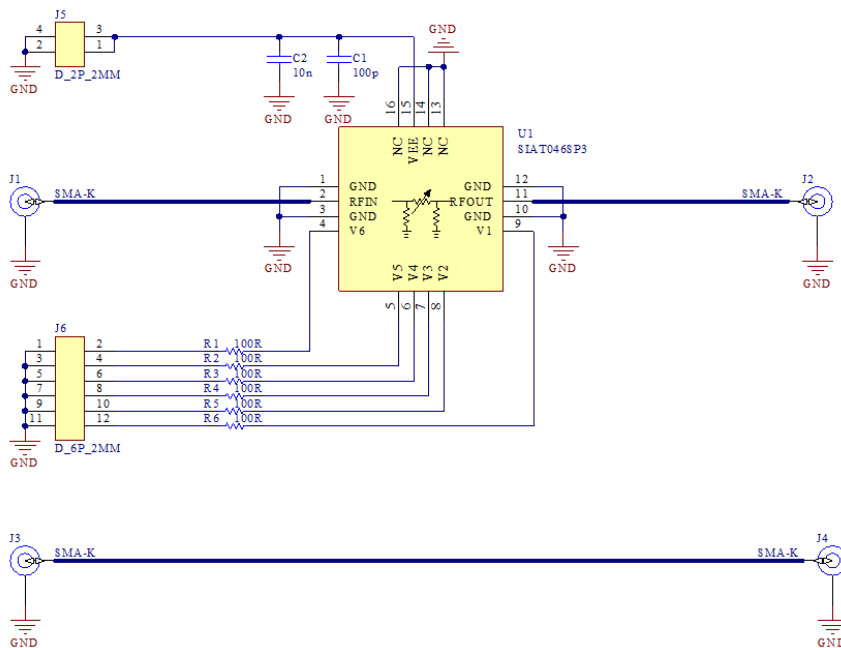 J5
4 3
2 1
D_2P_2MM
GND
C2
10n
GND
C1
100p
GND
GND
16 15 14 13
NC VEE NC NC
U1
SIAT046SP3
J1
SMA-K
GND
1 GND
2 RFIN
3 GND
4 V6
GND
GND 12
RFOUT 11
GND 10
V1 9
GND
V5 V4 V3 V2
5 6 7 8
SMA-K
J2
GND
J6
1 2
3 4
5 6
7 8
9 10
11 12
D_6P_2MM
GND
R1 100R
R2 100R
R3 100R
R4 100R
R5 100R
R6 100R
J3
SMA-K
GND
SMA-K
J4
GND